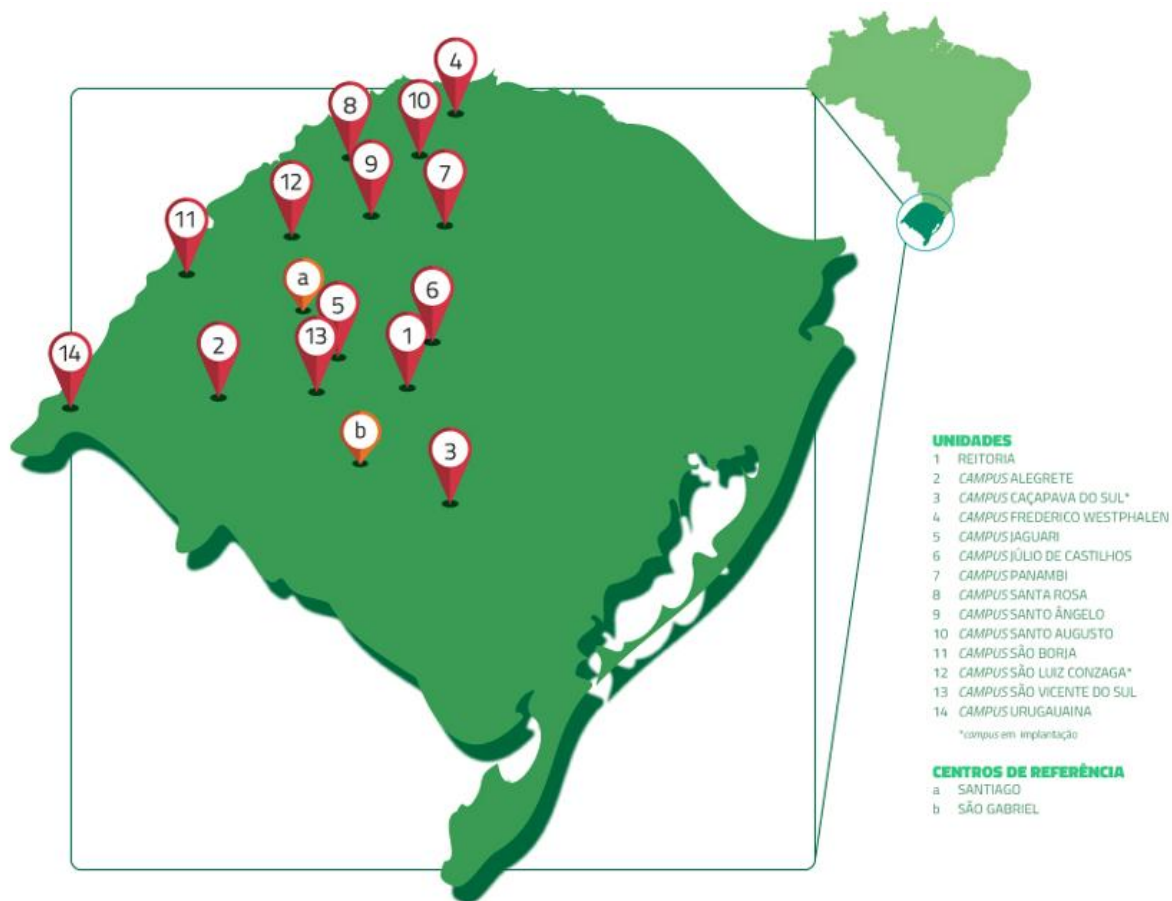 4
8
10
9
7
12
11
a
5
6
13
1
2
14
b
3
UNIDADES
1 REITORIA
2 CAMPUS ALEGRETE
3 CAMPUS CAÇAPAVA DO SUL*
4 CAMPUS FREDERICO WESTPHALEN
5 CAMPUS JAGUARI
6 CAMPUS JÚLIO DE CASTILHOS
7 CAMPUS PANAMBI
8 CAMPUS SANTA ROSA
9 CAMPUS SANTO ÂNGELO
10 CAMPUS SANTO AUGUSTO
11 CAMPUS SÃO BORJA
12 CAMPUS SÃO LUIZ CONZAGA*
13 CAMPUS SÃO VICENTE DO SUL
14 CAMPUS URUGAUAINA
*campus em implantação
CENTROS DE REFERÊNCIA
a SANTIAGO
b SÃO GABRIEL